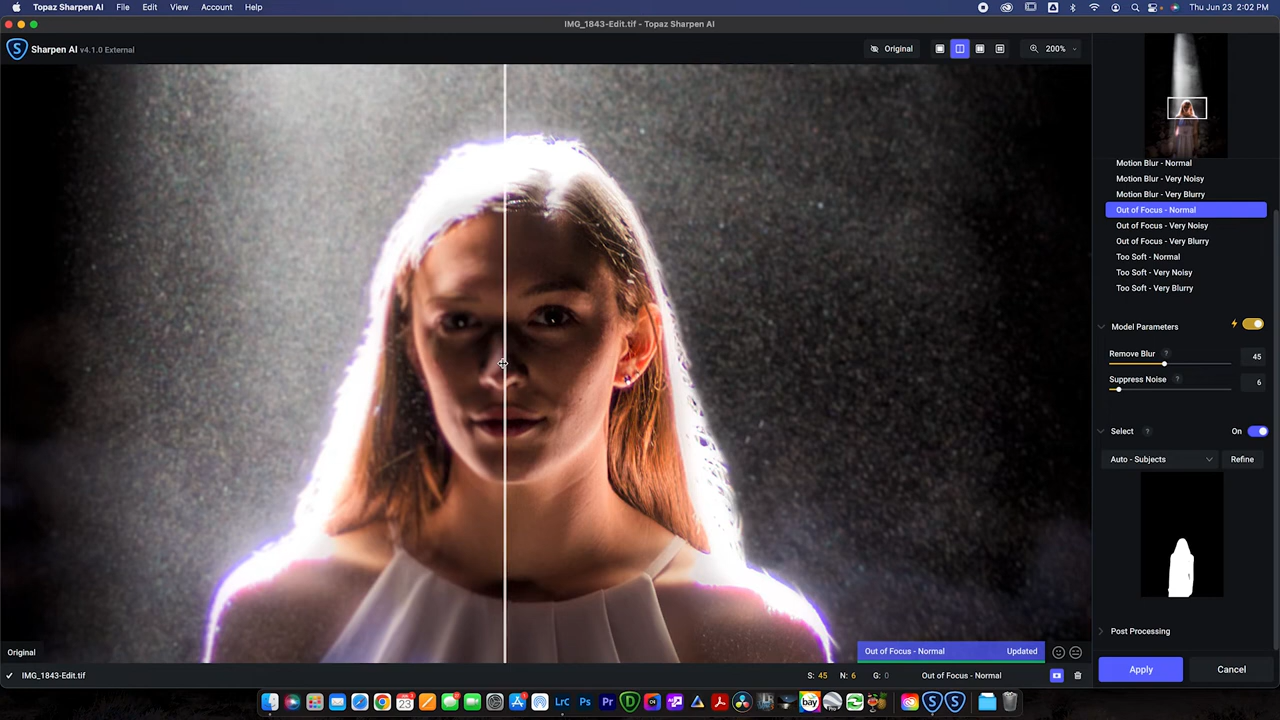 Topaz Sharpen AI File Edit View Account Help
Thu Jun 23 2:02 PM
IMG_1843-Edit.tif - Topaz Sharpen AI
Sharpen AI v4.1.0 External
Original
200%
Motion Blur - Normal
Motion Blur - Very Noisy
Motion Blur - Very Blurry
Out of Focus - Normal
Out of Focus - Very Noisy
Out of Focus - Very Blurry
Too Soft - Normal
Too Soft - Very Noisy
Too Soft - Very Blurry
Model Parameters
Remove Blur ? 45
Suppress Noise ? 6
Select ? On
Auto - Subjects Refine
Post Processing
Original
Out of Focus - Normal Updated
IMG_1843-Edit.tif
S: 45 N: 6 G: 0 Out of Focus - Normal
Apply Cancel
23
LrC Ps Pr D
bay